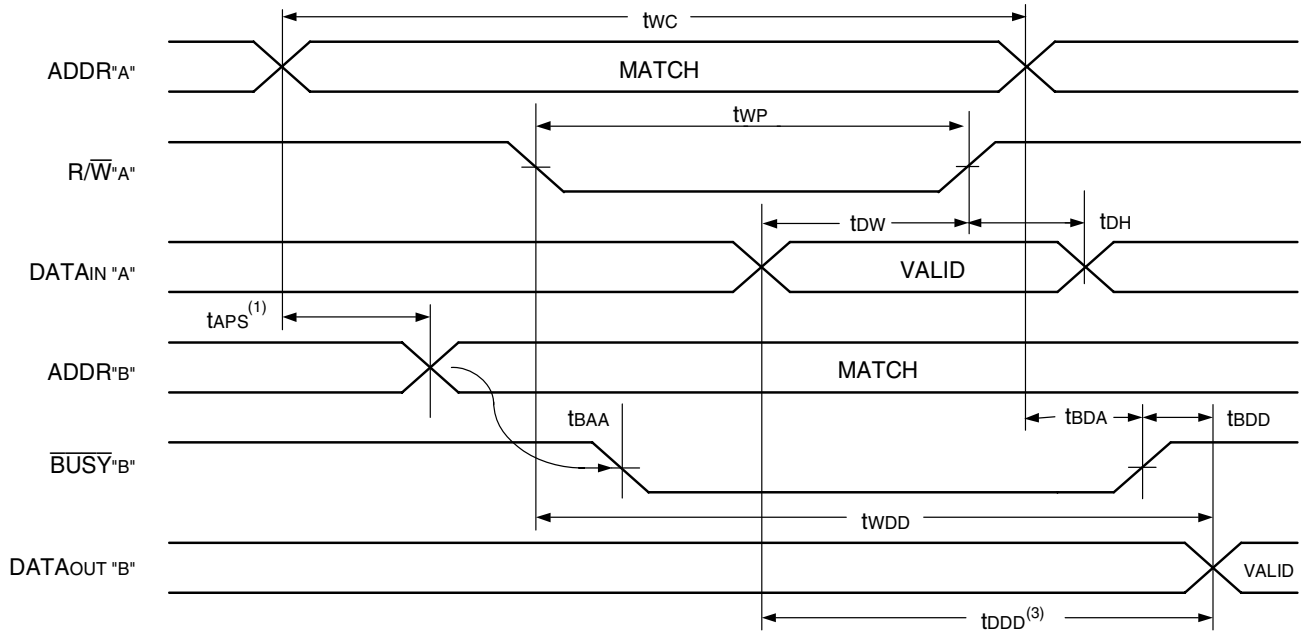 tWC
ADDR"A"
MATCH
tWP
R/W̅"A"
tDW
tDH
DATAIN "A"
VALID
tAPS(1)
ADDR"B"
MATCH
tBAA
tBDA
tBDD
B̅U̅S̅Y̅"B"
tWDD
DATAOUT "B"
VALID
tDDD(3)